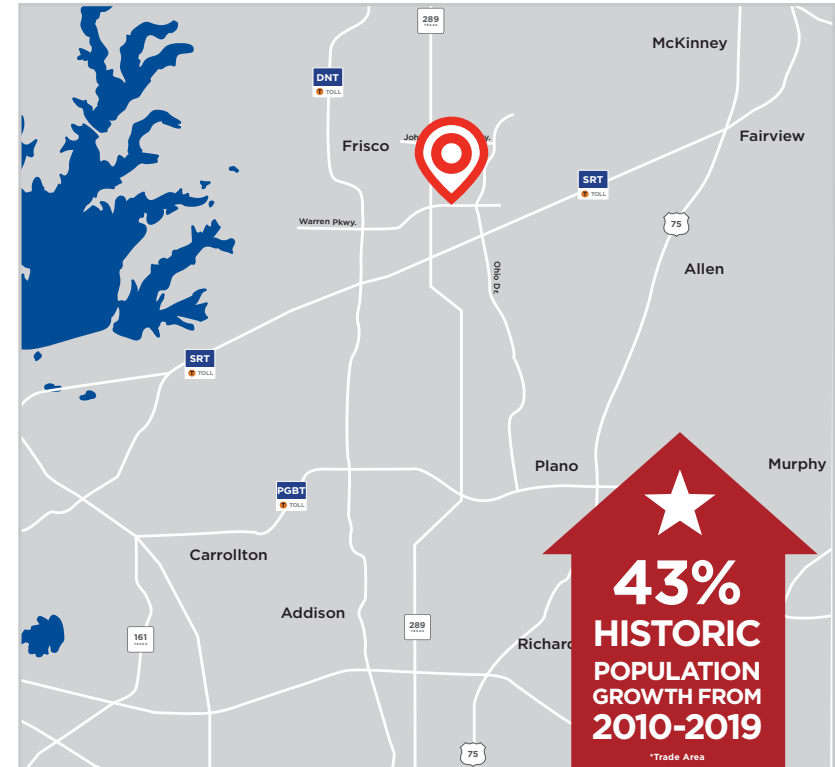 289
TEXAS
McKinney
DNT
TOLL
Fairview
Frisco
SRT
TOLL
Warren Pkwy.
75
Ohio Dr.
Allen
SRT
TOLL
Plano
Murphy
PGBT
TOLL
Carrollton
Addison
161
TEXAS
289
TEXAS
43%
HISTORIC
POPULATION
GROWTH FROM
2010-2019
*Trade Area
75